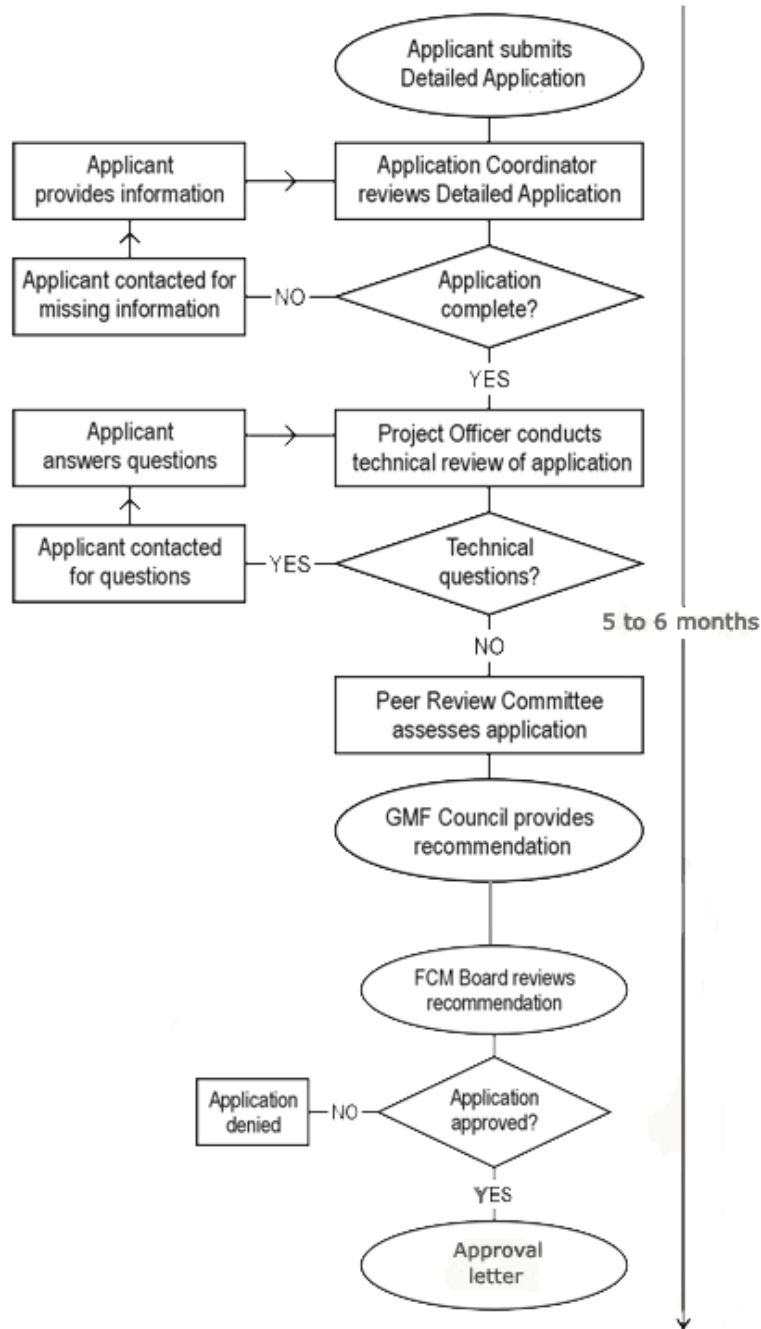 Applicant submits
Detailed Application
Applicant
provides information
Application Coordinator
reviews Detailed Application
Applicant contacted for
missing information
NO
Application
complete?
YES
Applicant
answers questions
Project Officer conducts
technical review of application
Applicant contacted
for questions
YES
Technical
questions?
5 to 6 months
NO
Peer Review Committee
assesses application
GMF Council provides
recommendation
FCM Board reviews
recommendation
Application
denied
NO
Application
approved?
YES
Approval
letter